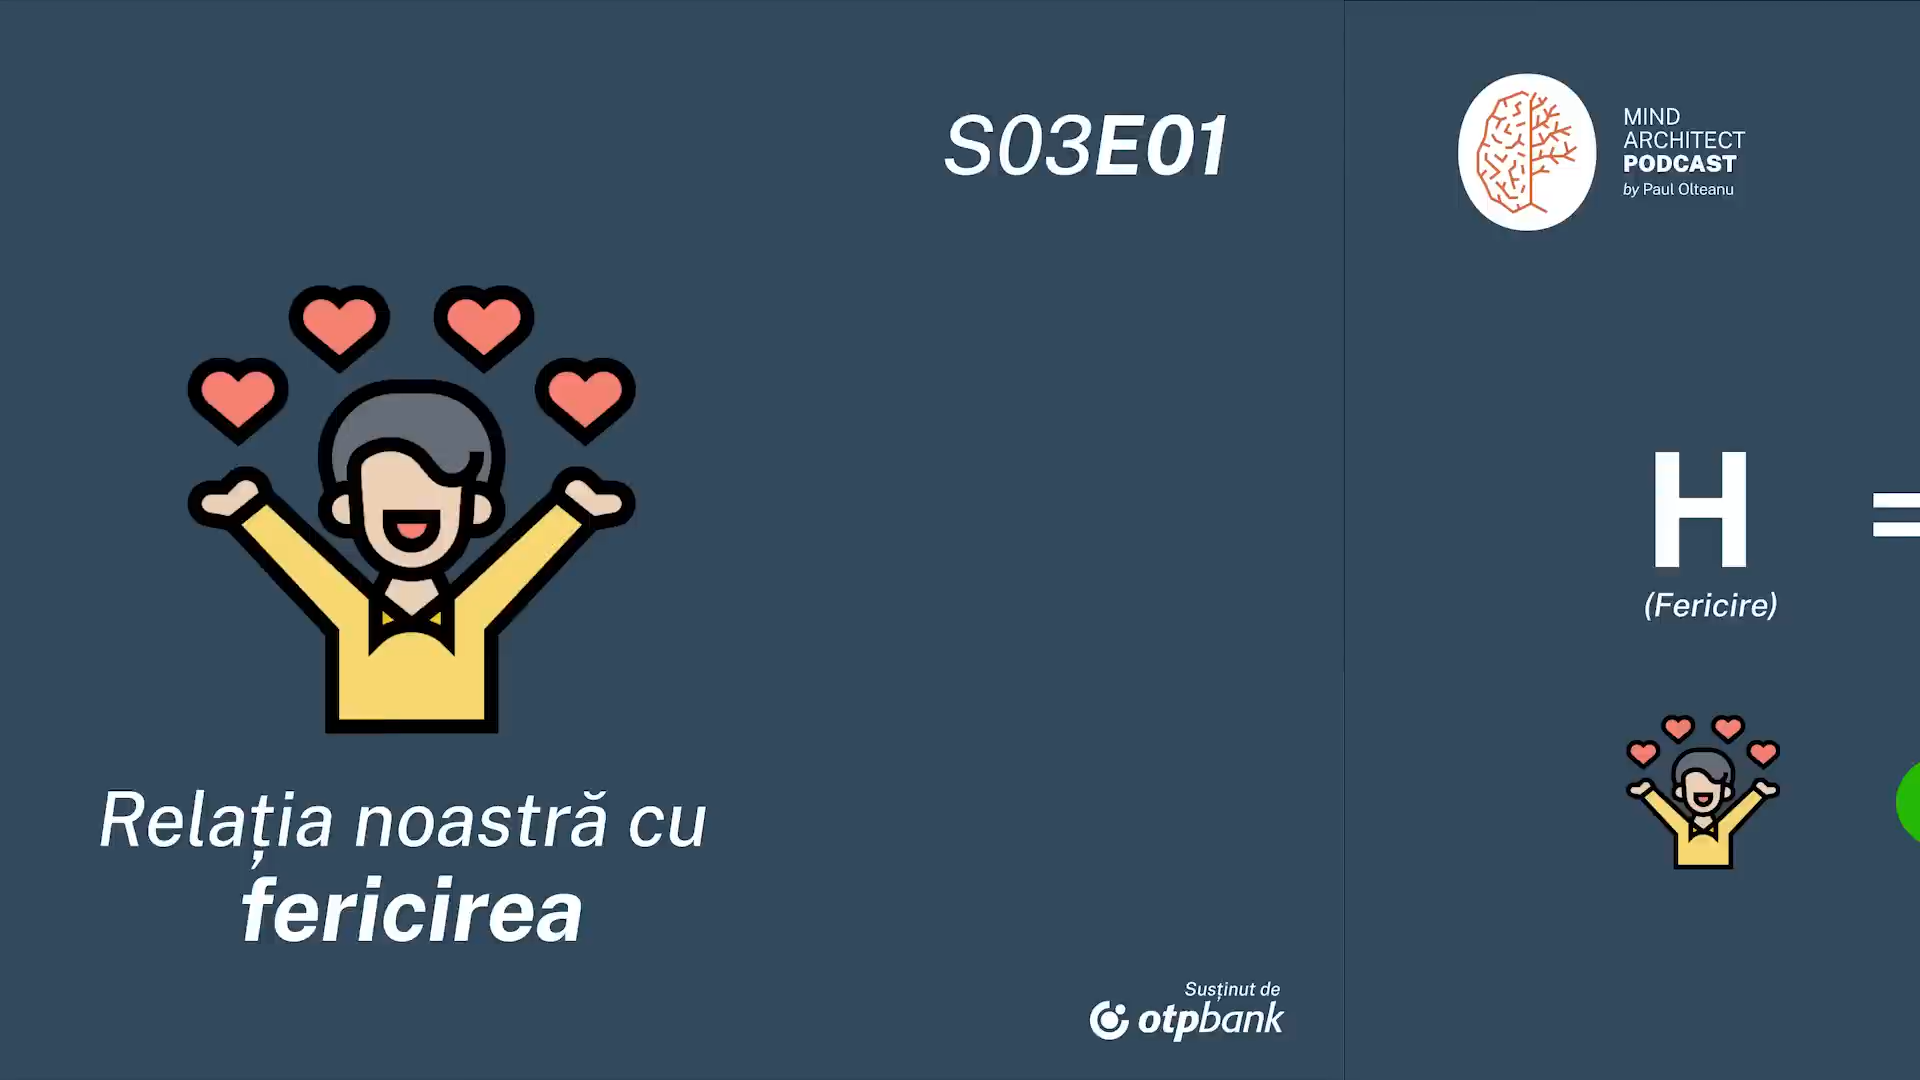 S03E01
Relația noastră cu
fericirea
Susținut de
otpbank
MIND
ARCHITECT
PODCAST
by Paul Olteanu
H =
(Fericire)